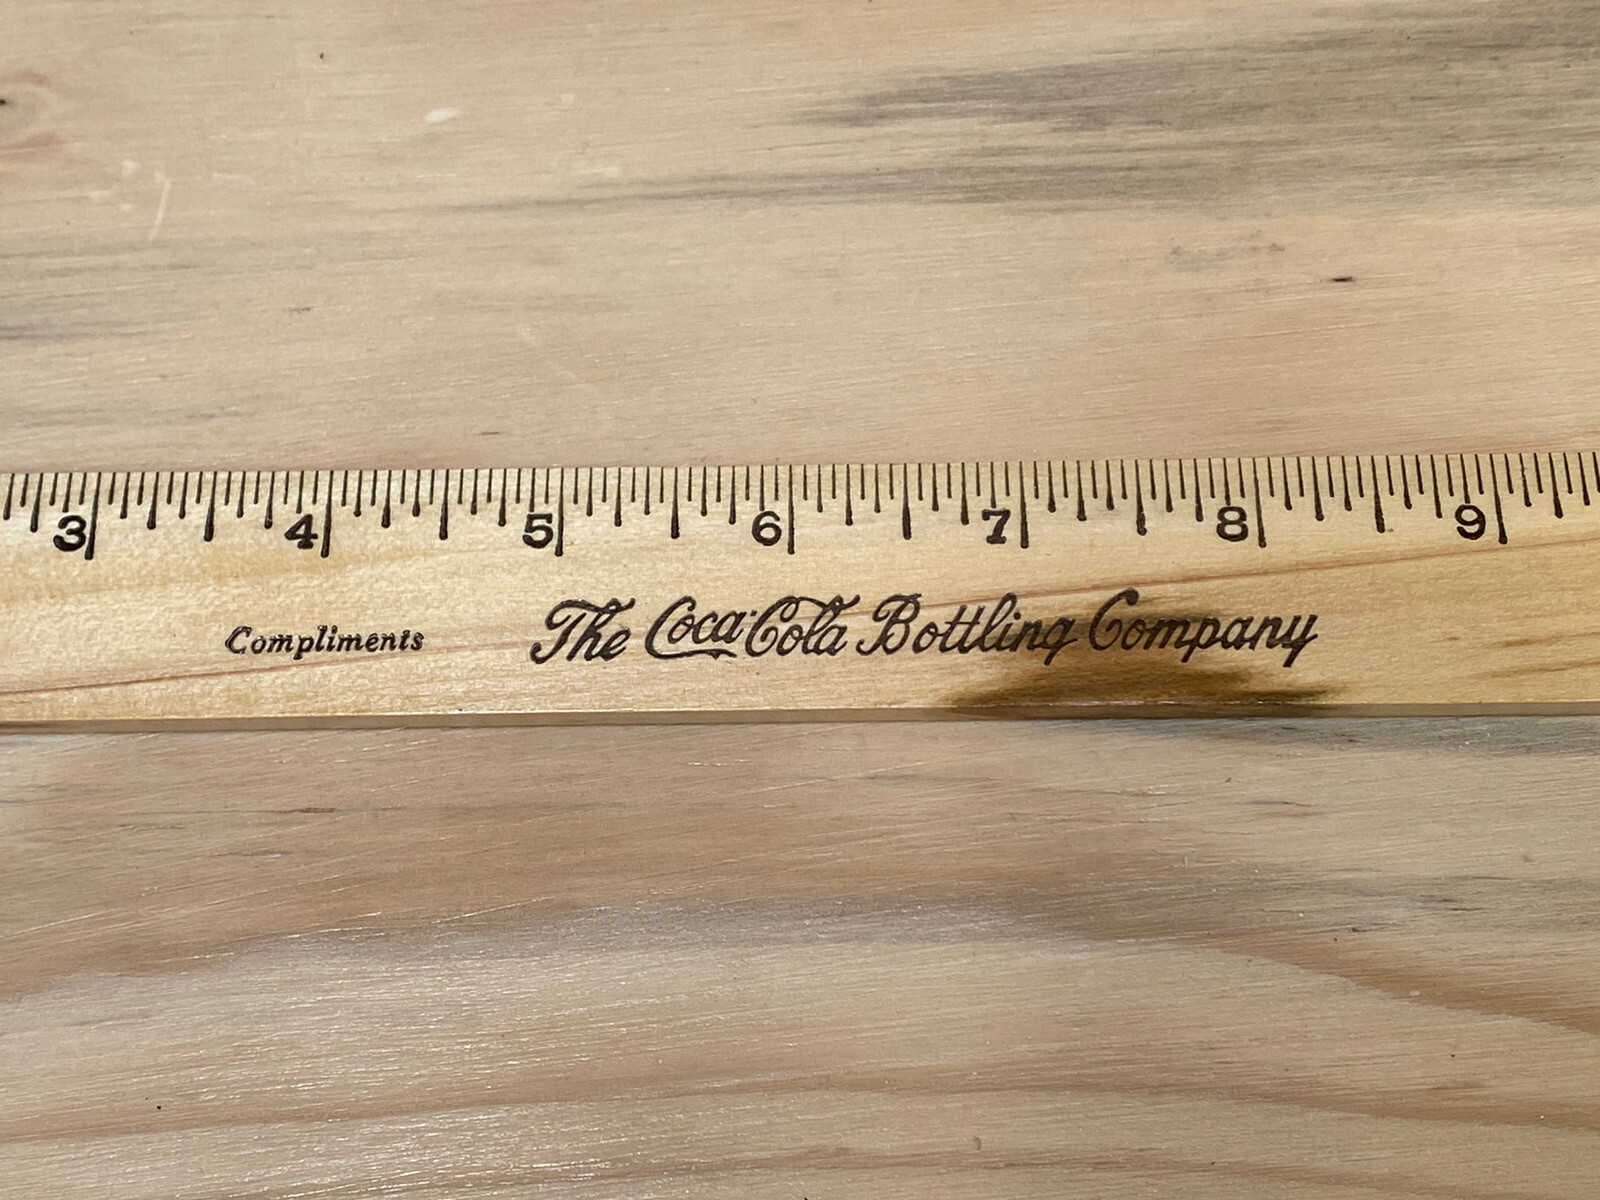 3 4 5 6 7 8 9
Compliments The Coca-Cola Bottling Company